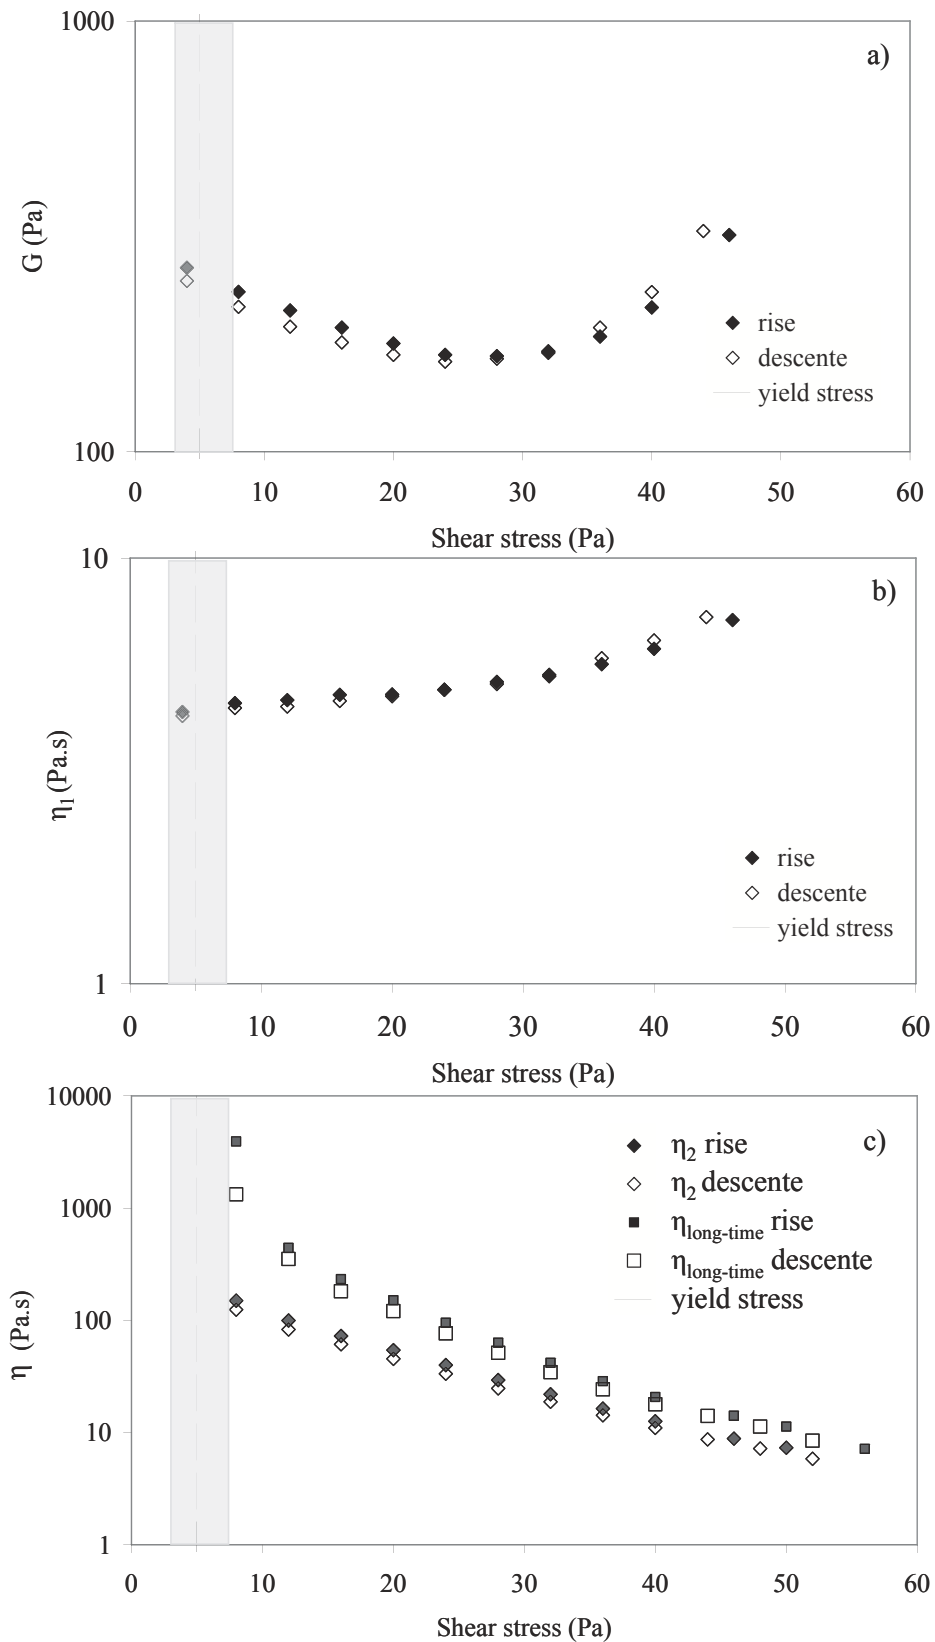 1000
a)
G (Pa)
rise
descente
yield stress
100
0 10 20 30 40 50 60
Shear stress (Pa)
10
b)
η1 (Pa.s)
rise
descente
yield stress
1
0 10 20 30 40 50 60
Shear stress (Pa)
10000
c)
η2 rise
η2 descente
1000
ηlong-time rise
ηlong-time descente
yield stress
100
η (Pa.s)
10
1
0 10 20 30 40 50 60
Shear stress (Pa)